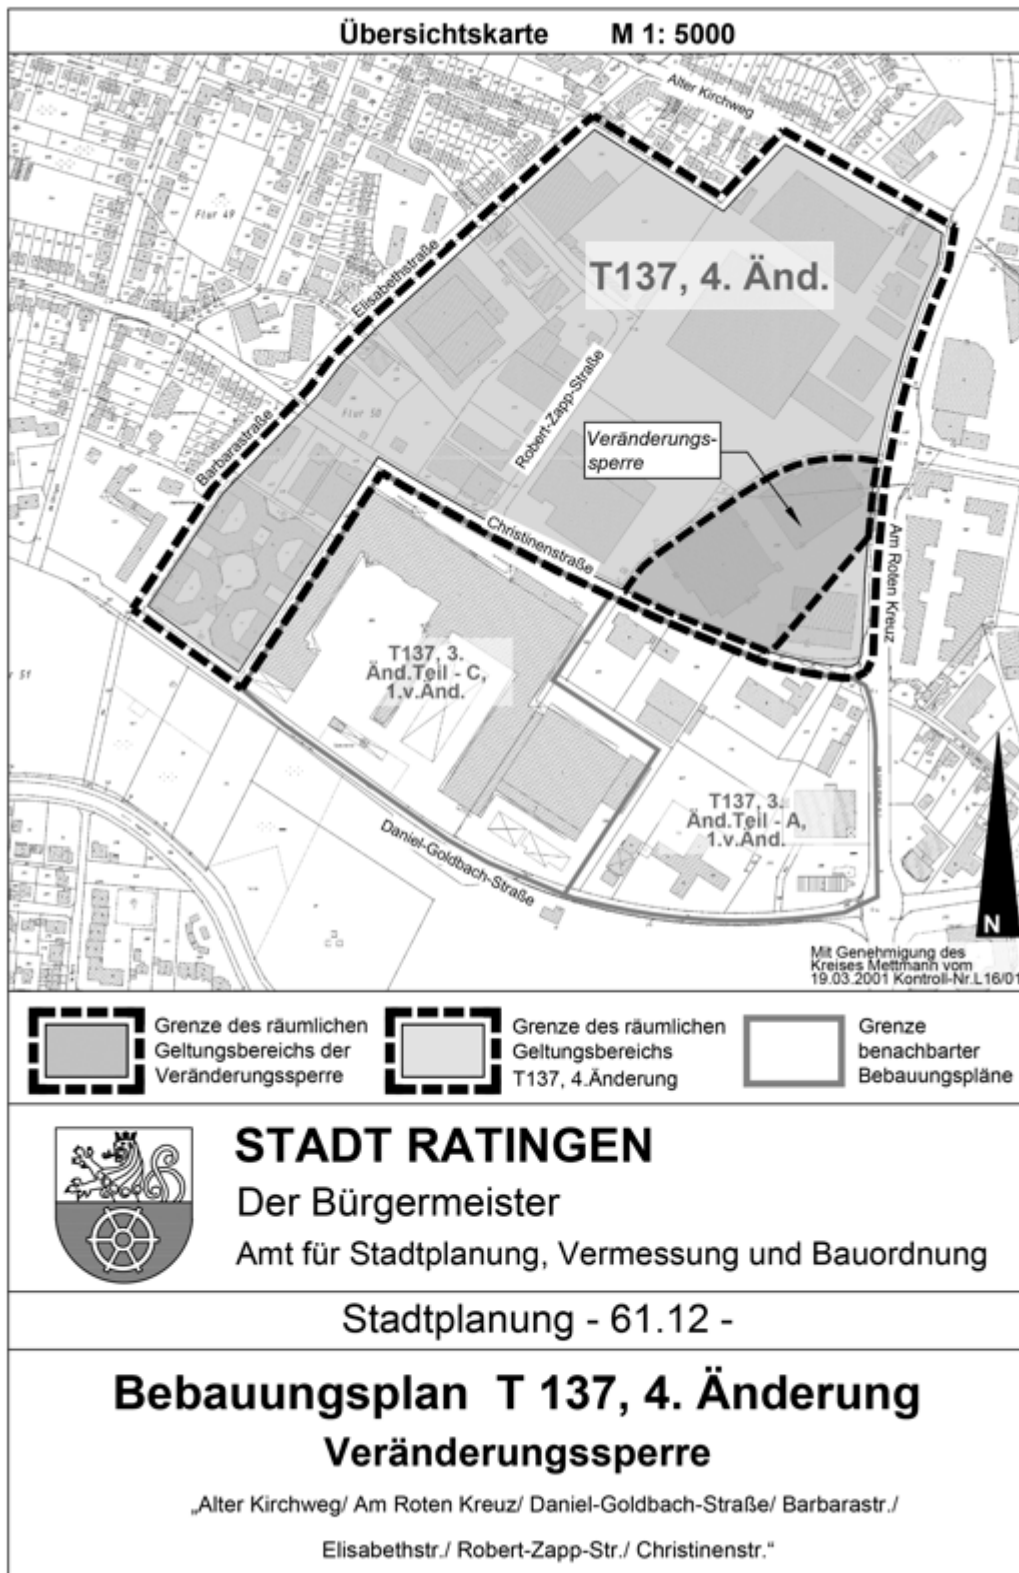 Übersichtskarte M 1: 5000
Alter Kirchweg
Flur 49
Elisabethstraße
T137, 4. Änd.
Robert-Zapp-Straße
Flur 50
Barbarastraße
Veränderungs-
sperre
Christinenstraße
Am Roten Kreuz
T137, 3.
Änd.Teil - C,
1.v.Änd.
T137, 3.
Änd.Teil - A,
1.v.Änd.
Daniel-Goldbach-Straße
N
Mit Genehmigung des
Kreises Mettmann vom
19.03.2001 Kontroll-Nr.L16/01
Grenze des räumlichen
Geltungsbereichs der
Veränderungssperre
Grenze des räumlichen
Geltungsbereichs
T137, 4.Änderung
Grenze
benachbarter
Bebauungspläne
STADT RATINGEN
Der Bürgermeister
Amt für Stadtplanung, Vermessung und Bauordnung
Stadtplanung - 61.12 -
Bebauungsplan T 137, 4. Änderung
Veränderungssperre
„Alter Kirchweg/ Am Roten Kreuz/ Daniel-Goldbach-Straße/ Barbarastr./
Elisabethstr./ Robert-Zapp-Str./ Christinenstr.“